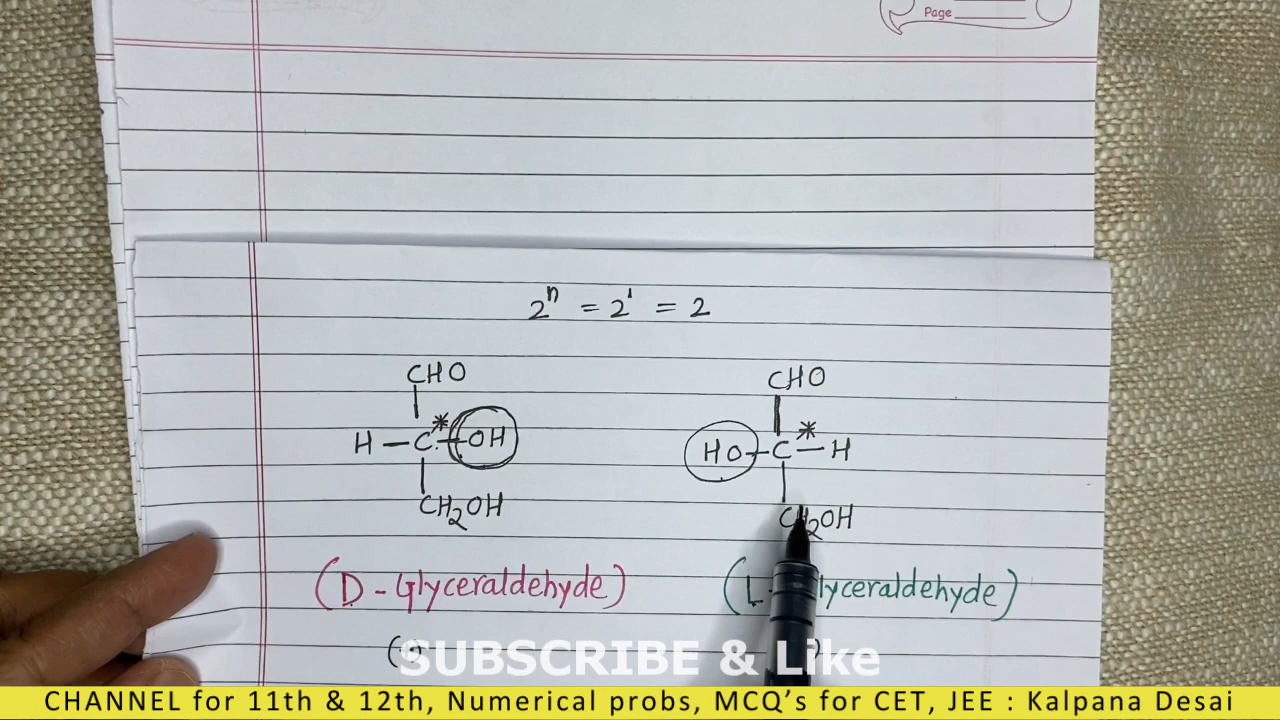 Page
2ⁿ = 2¹ = 2
CHO CHO
H – C* – OH HO – C* – H
CH₂OH CH₂OH
(D - Glyceraldehyde) (L - Glyceraldehyde)
SUBSCRIBE & Like
CHANNEL for 11th & 12th, Numerical probs, MCQ’s for CET, JEE : Kalpana Desai